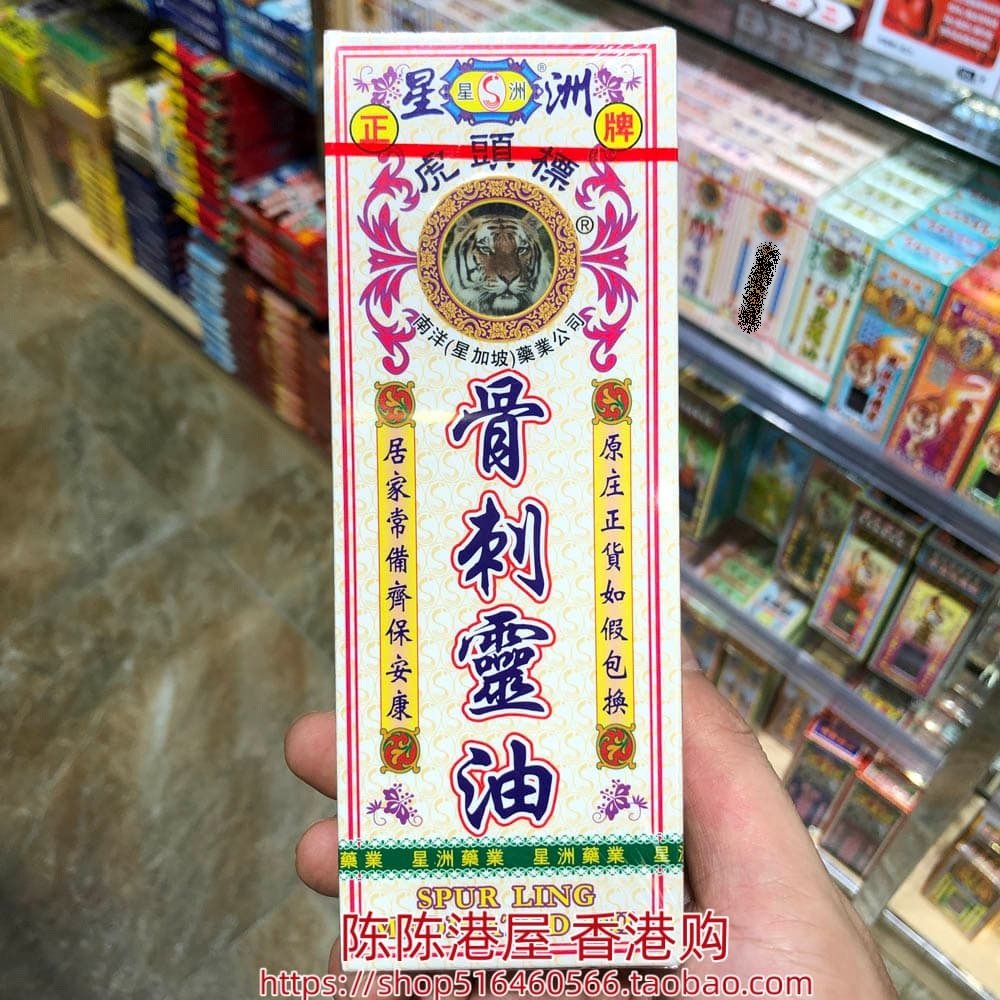 星洲
星 S 洲
®
正牌
虎頭標
®
南洋(星加坡)藥業公司
骨刺靈油
原庄正貨如假包換
居家常備齊保安康
藥業 星洲藥業 星洲藥業 星
SPUR LING
陈陈港屋 香港购
https://shop516460566.taobao.com